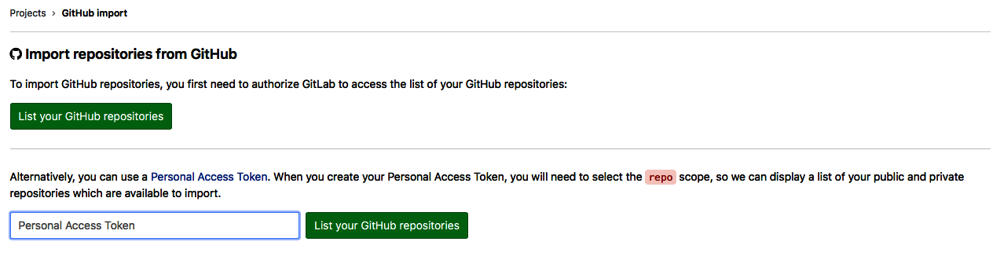 Projects › GitHub import
Import repositories from GitHub
To import GitHub repositories, you first need to authorize GitLab to access the list of your GitHub repositories:
List your GitHub repositories
Alternatively, you can use a Personal Access Token. When you create your Personal Access Token, you will need to select the repo scope, so we can display a list of your public and private
repositories which are available to import.
Personal Access Token List your GitHub repositories